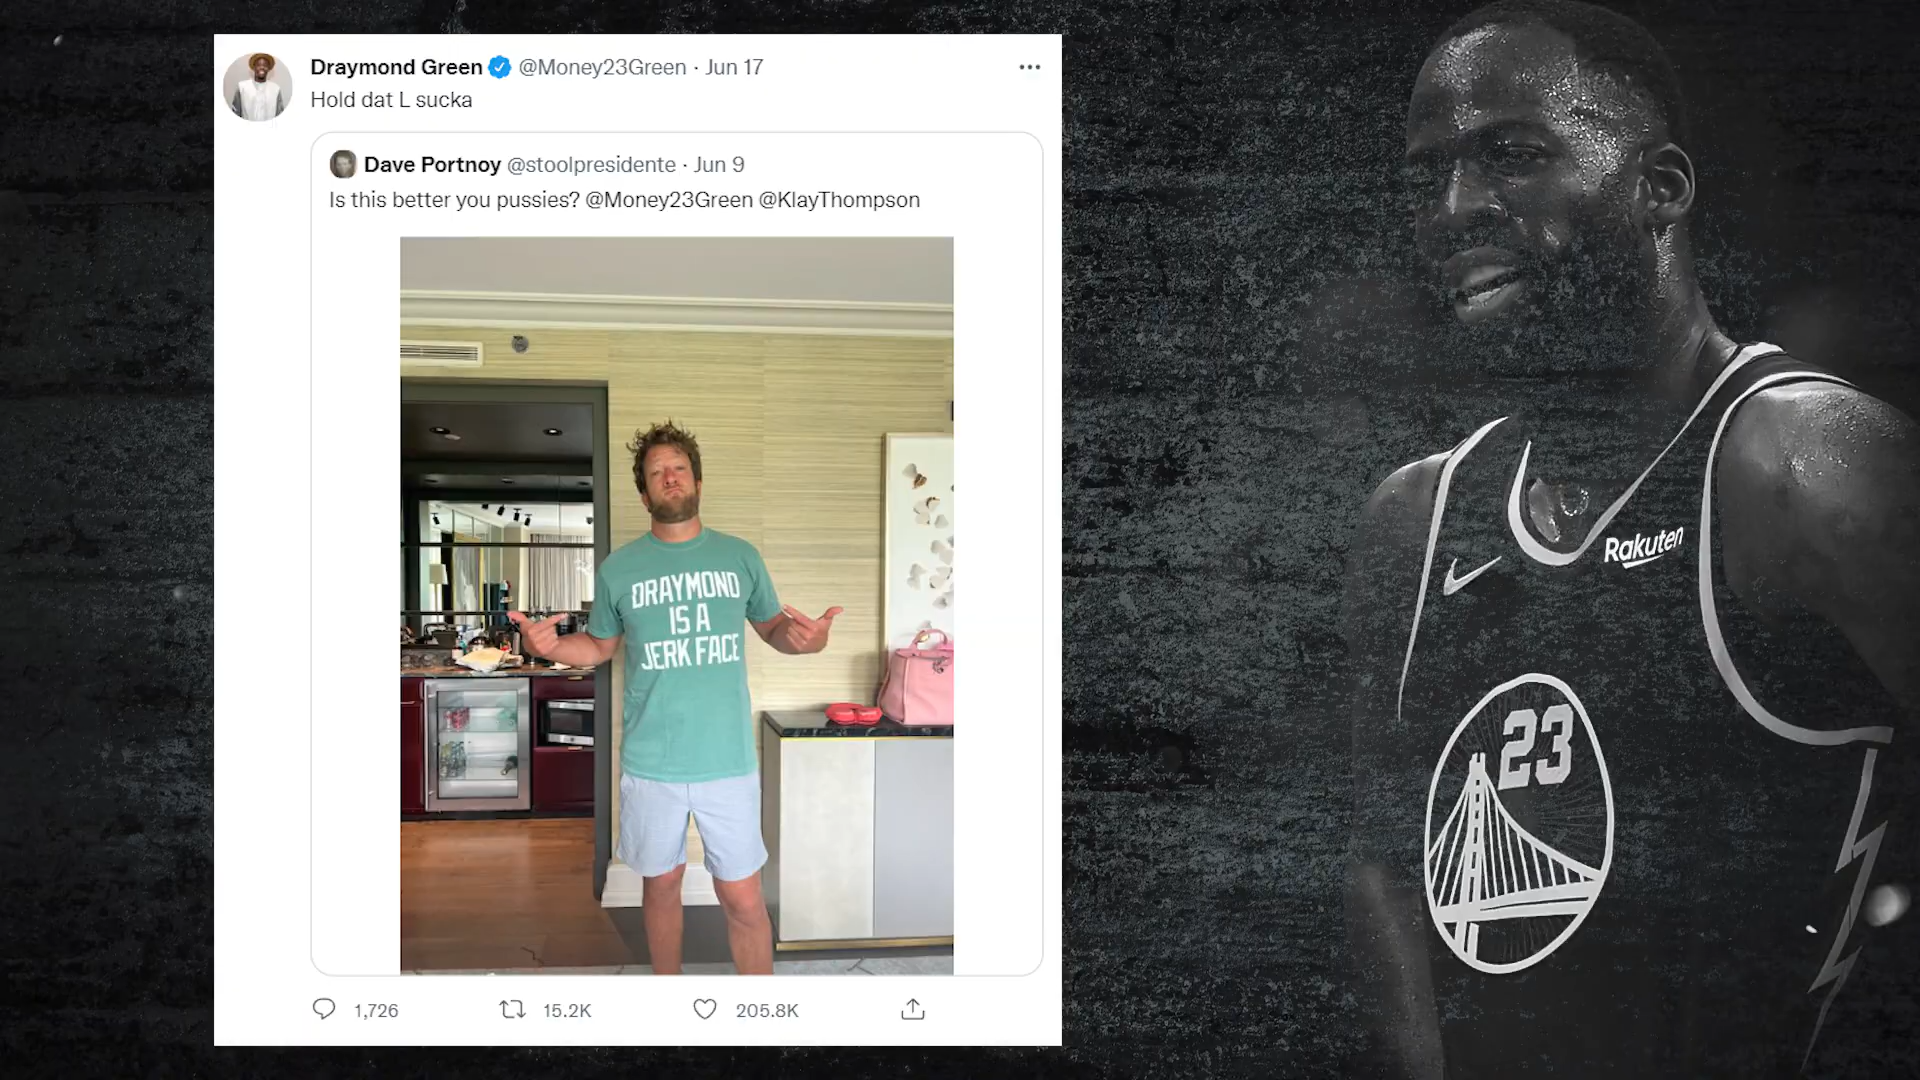 Draymond Green @Money23Green · Jun 17
Hold dat L sucka
Dave Portnoy @stoolpresidente · Jun 9
Is this better you pussies? @Money23Green @KlayThompson
DRAYMOND
IS A
JERK FACE
1,726 15.2K 205.8K
Rakuten
23